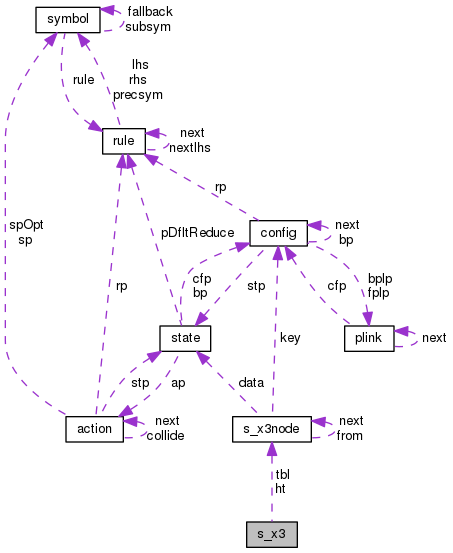 symbol
fallback
subsym
rule
lhs
rhs
precsym
rule
next
nextlhs
rp
spOpt
sp
pDfltReduce
config
next
bp
rp
cfp
bp
stp
cfp
bplp
fplp
state
key
plink
next
stp
ap
data
action
next
collide
s_x3node
next
from
tbl
ht
s_x3